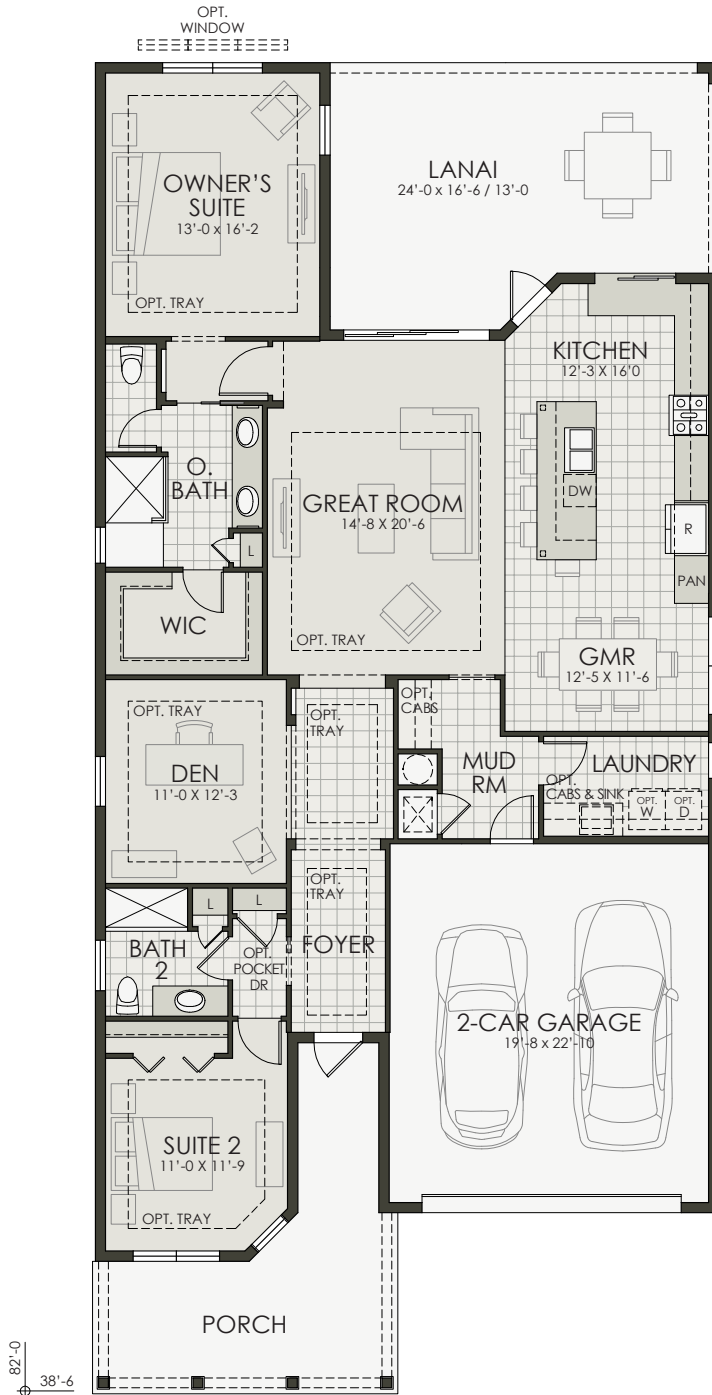 OPT.
WINDOW
OWNER'S
SUITE
13'-0 x 16'-2
OPT. TRAY
LANAI
24'-0 x 16'-6 / 13'-0
KITCHEN
12'-3 X 16'0
DW
R
PAN
O.
BATH
L
WIC
GREAT ROOM
14'-8 X 20'-6
OPT. TRAY
GMR
12'-5 X 11'-6
OPT. TRAY
DEN
11'-0 X 12'-3
OPT.
TRAY
OPT.
CABS
MUD
RM
LAUNDRY
OPT.
CABS & SINK
OPT.
W
OPT.
D
OPT.
TRAY
FOYER
L
L
BATH
2
OPT.
POCKET
DR
2-CAR GARAGE
19'-8 x 22'-10
SUITE 2
11'-0 X 11'-9
OPT. TRAY
PORCH
82'-0
38'-6